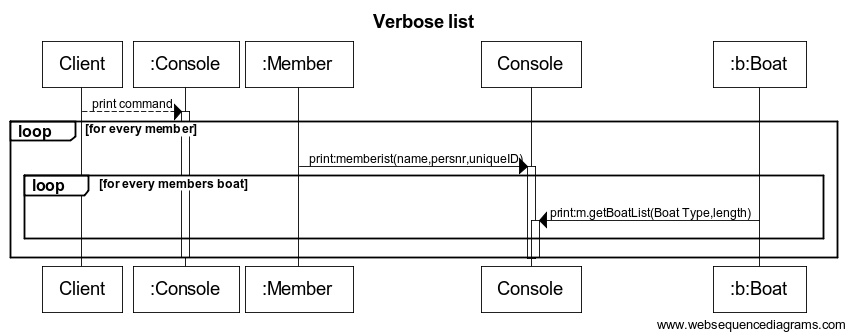 Verbose list
Client :Console :Member Console :b:Boat
print command
loop [for every member]
print:memberist(name,persnr,uniqueID)
loop [for every members boat]
print:m.getBoatList(Boat Type,length)
Client :Console :Member Console :b:Boat
www.websequencediagrams.com